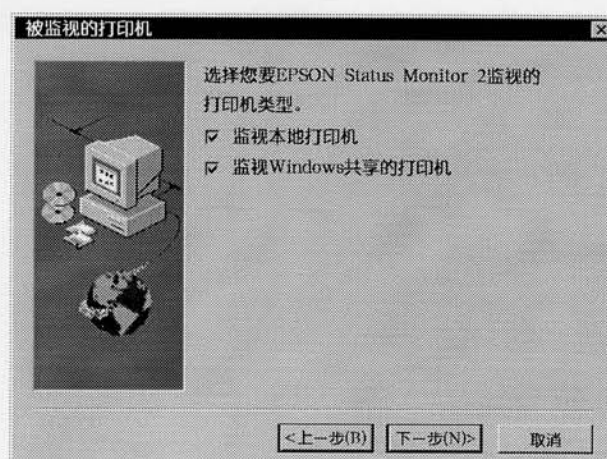 被监视的打印机
选择您要EPSON Status Monitor 2监视的
打印机类型。
监视本地打印机
监视Windows共享的打印机
<上一步(B)
下一步(N)>
取消